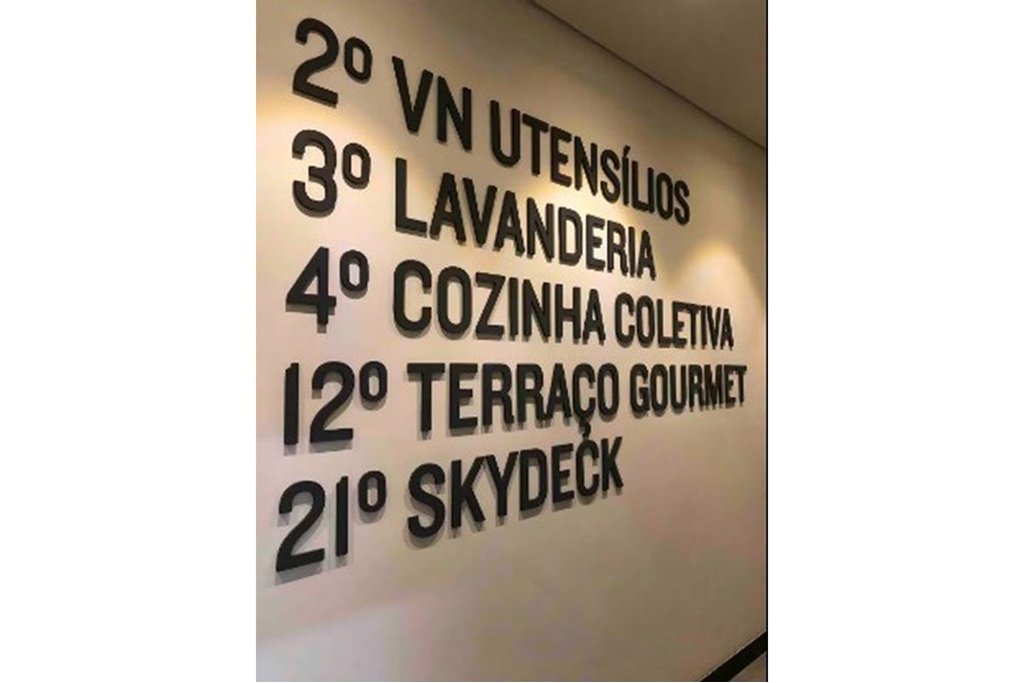 2º VN UTENSÍLIOS
3º LAVANDERIA
4º COZINHA COLETIVA
12º TERRAÇO GOURMET
21º SKYDECK